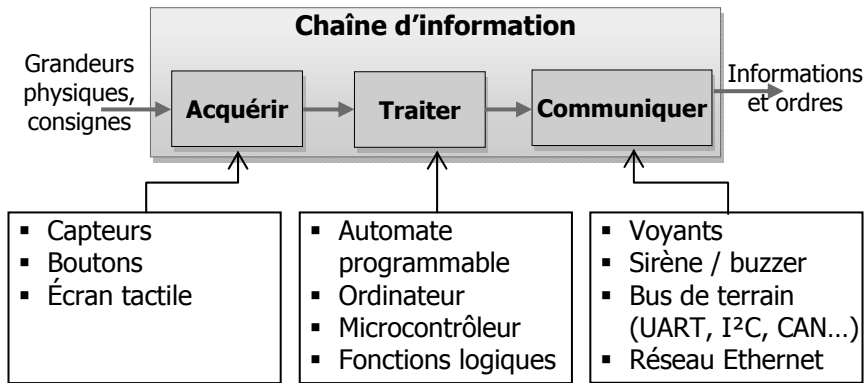 Chaîne d’information
Grandeurs
physiques,
consignes
Acquérir
Traiter
Communiquer
Informations
et ordres
▪ Capteurs
▪ Boutons
▪ Écran tactile
▪ Automate
programmable
▪ Ordinateur
▪ Microcontrôleur
▪ Fonctions logiques
▪ Voyants
▪ Sirène / buzzer
▪ Bus de terrain
(UART, I²C, CAN…)
▪ Réseau Ethernet